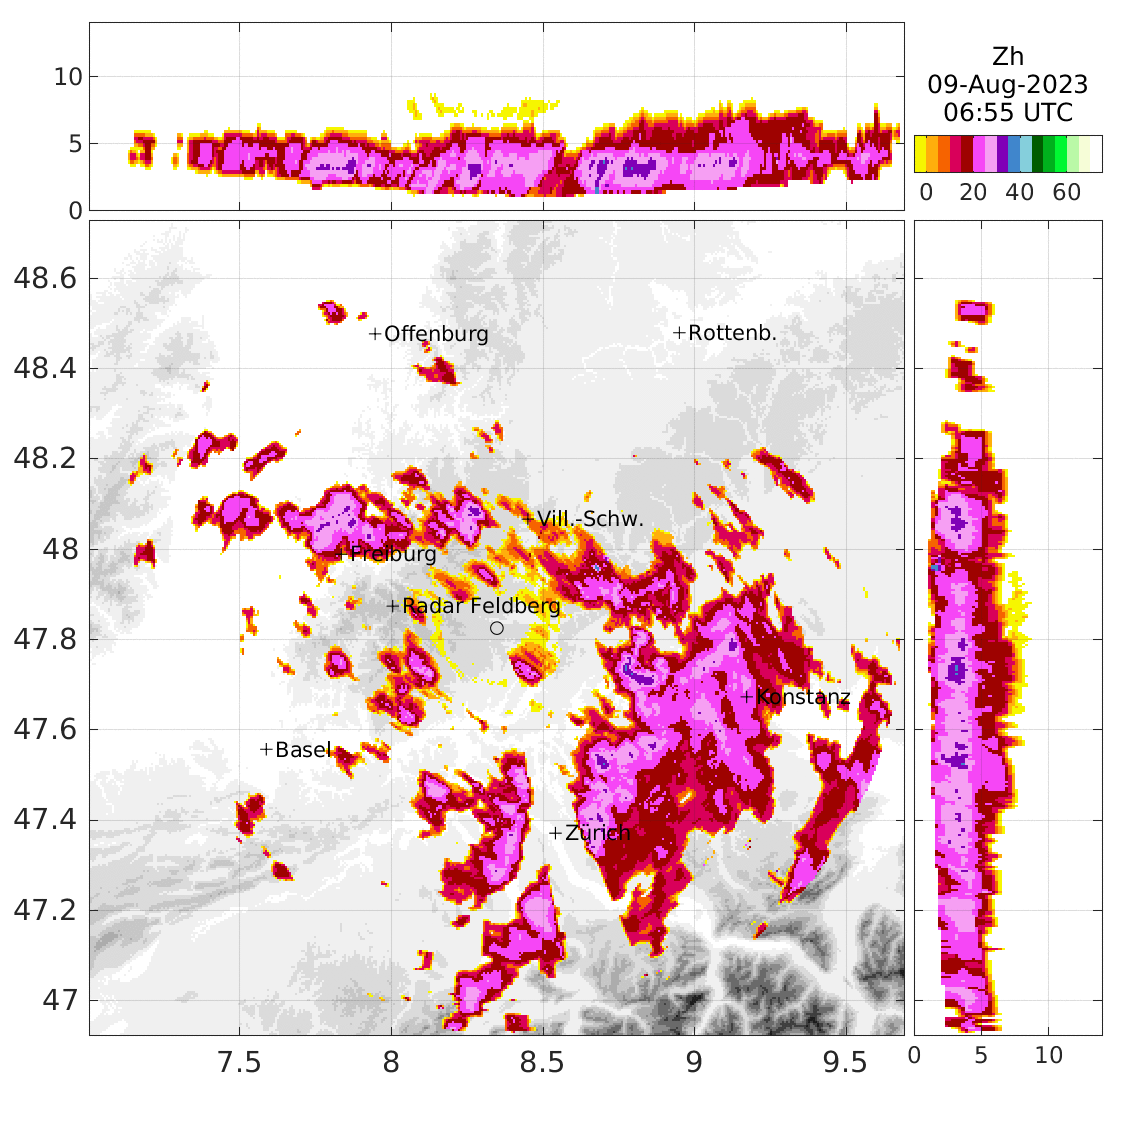 10
5
0
Zh
09-Aug-2023
06:55 UTC
0 20 40 60
48.6
48.4
48.2
48
47.8
47.6
47.4
47.2
47
+Offenburg
+Rottenb.
+Vill.-Schw.
+Freiburg
+Radar Feldberg
+Konstanz
+Basel
+Zürich
7.5 8 8.5 9 9.5
0 5 10